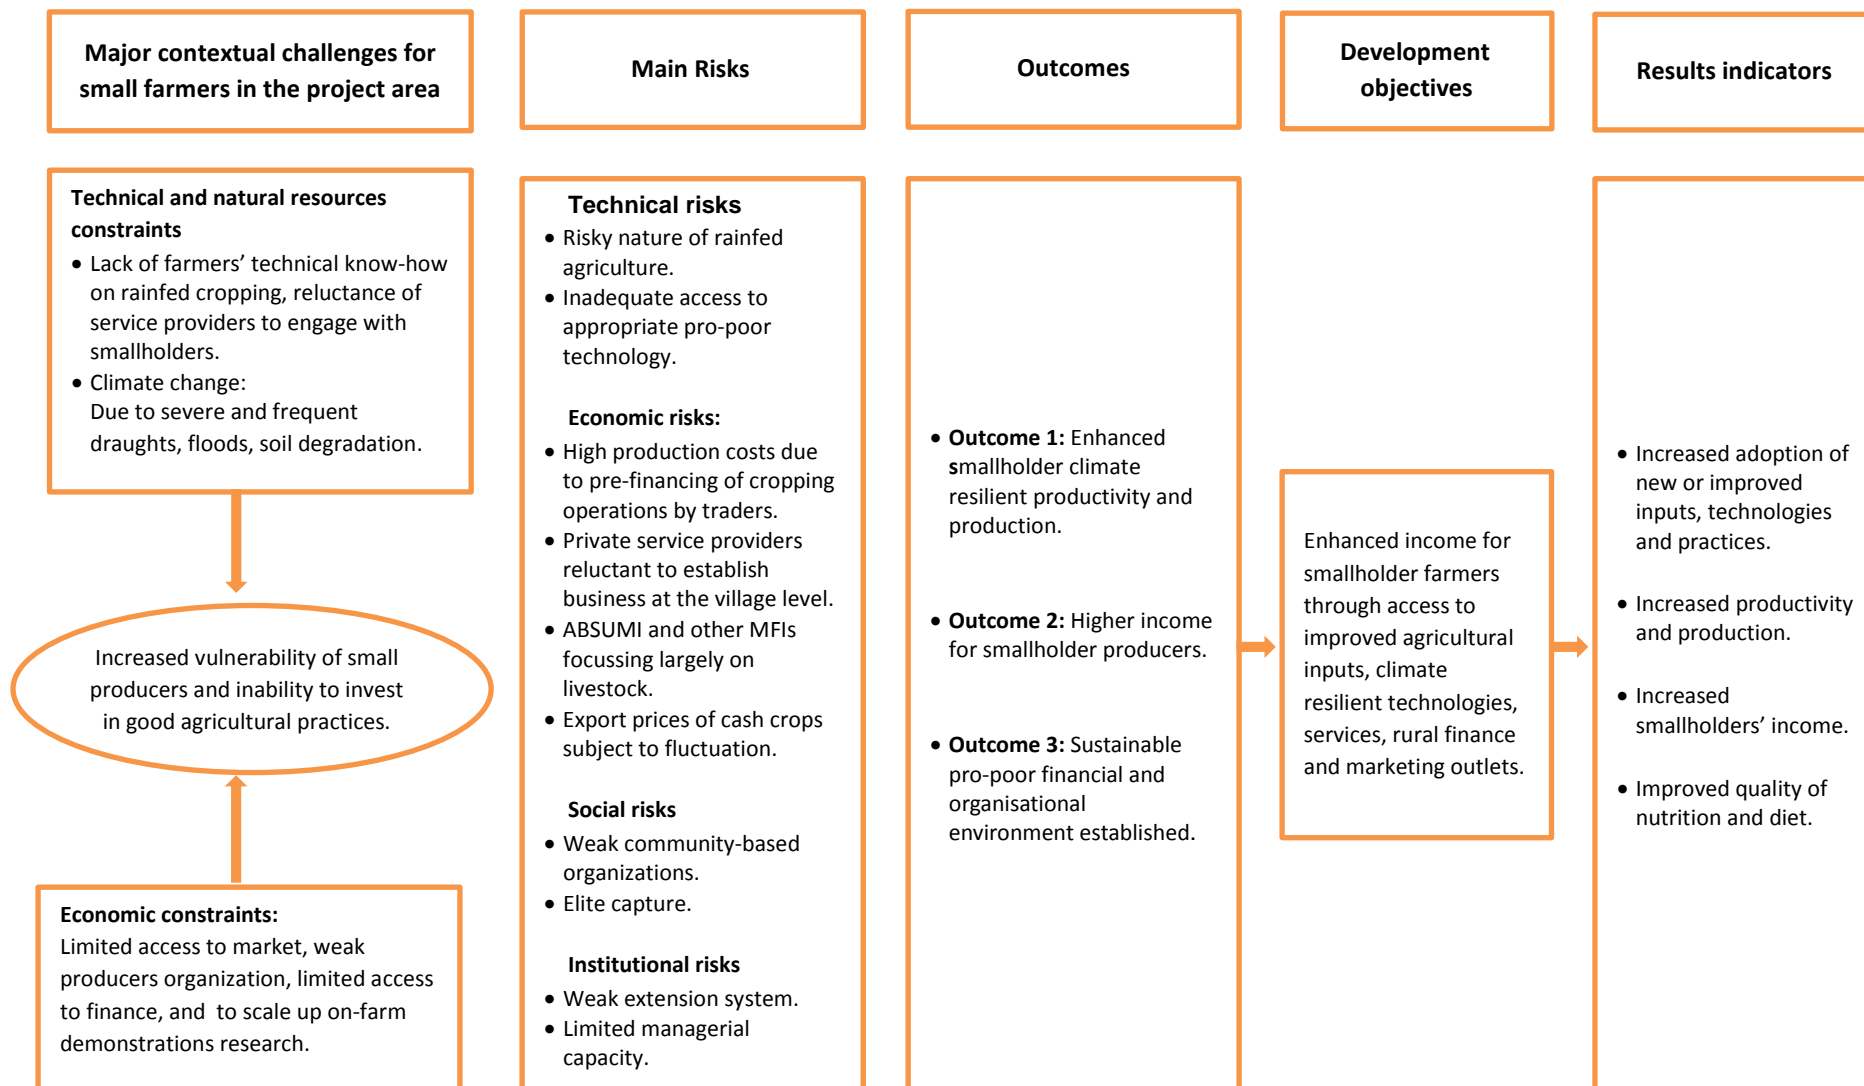 Major contextual challenges for
small farmers in the project area
Main Risks
Outcomes
Development
objectives
Results indicators
Technical and natural resources
constraints
• Lack of farmers’ technical know-how
on rainfed cropping, reluctance of
service providers to engage with
smallholders.
• Climate change:
Due to severe and frequent
draughts, floods, soil degradation.
Increased vulnerability of small
producers and inability to invest
in good agricultural practices.
Economic constraints:
Limited access to market, weak
producers organization, limited access
to finance, and to scale up on-farm
demonstrations research.
Technical risks
• Risky nature of rainfed
agriculture.
• Inadequate access to
appropriate pro-poor
technology.
Economic risks:
• High production costs due
to pre-financing of cropping
operations by traders.
• Private service providers
reluctant to establish
business at the village level.
• ABSUMI and other MFIs
focussing largely on
livestock.
• Export prices of cash crops
subject to fluctuation.
Social risks
• Weak community-based
organizations.
• Elite capture.
Institutional risks
• Weak extension system.
• Limited managerial
capacity.
• Outcome 1: Enhanced
smallholder climate
resilient productivity and
production.
• Outcome 2: Higher income
for smallholder producers.
• Outcome 3: Sustainable
pro-poor financial and
organisational
environment established.
Enhanced income for
smallholder farmers
through access to
improved agricultural
inputs, climate
resilient technologies,
services, rural finance
and marketing outlets.
• Increased adoption of
new or improved
inputs, technologies
and practices.
• Increased productivity
and production.
• Increased
smallholders’ income.
• Improved quality of
nutrition and diet.